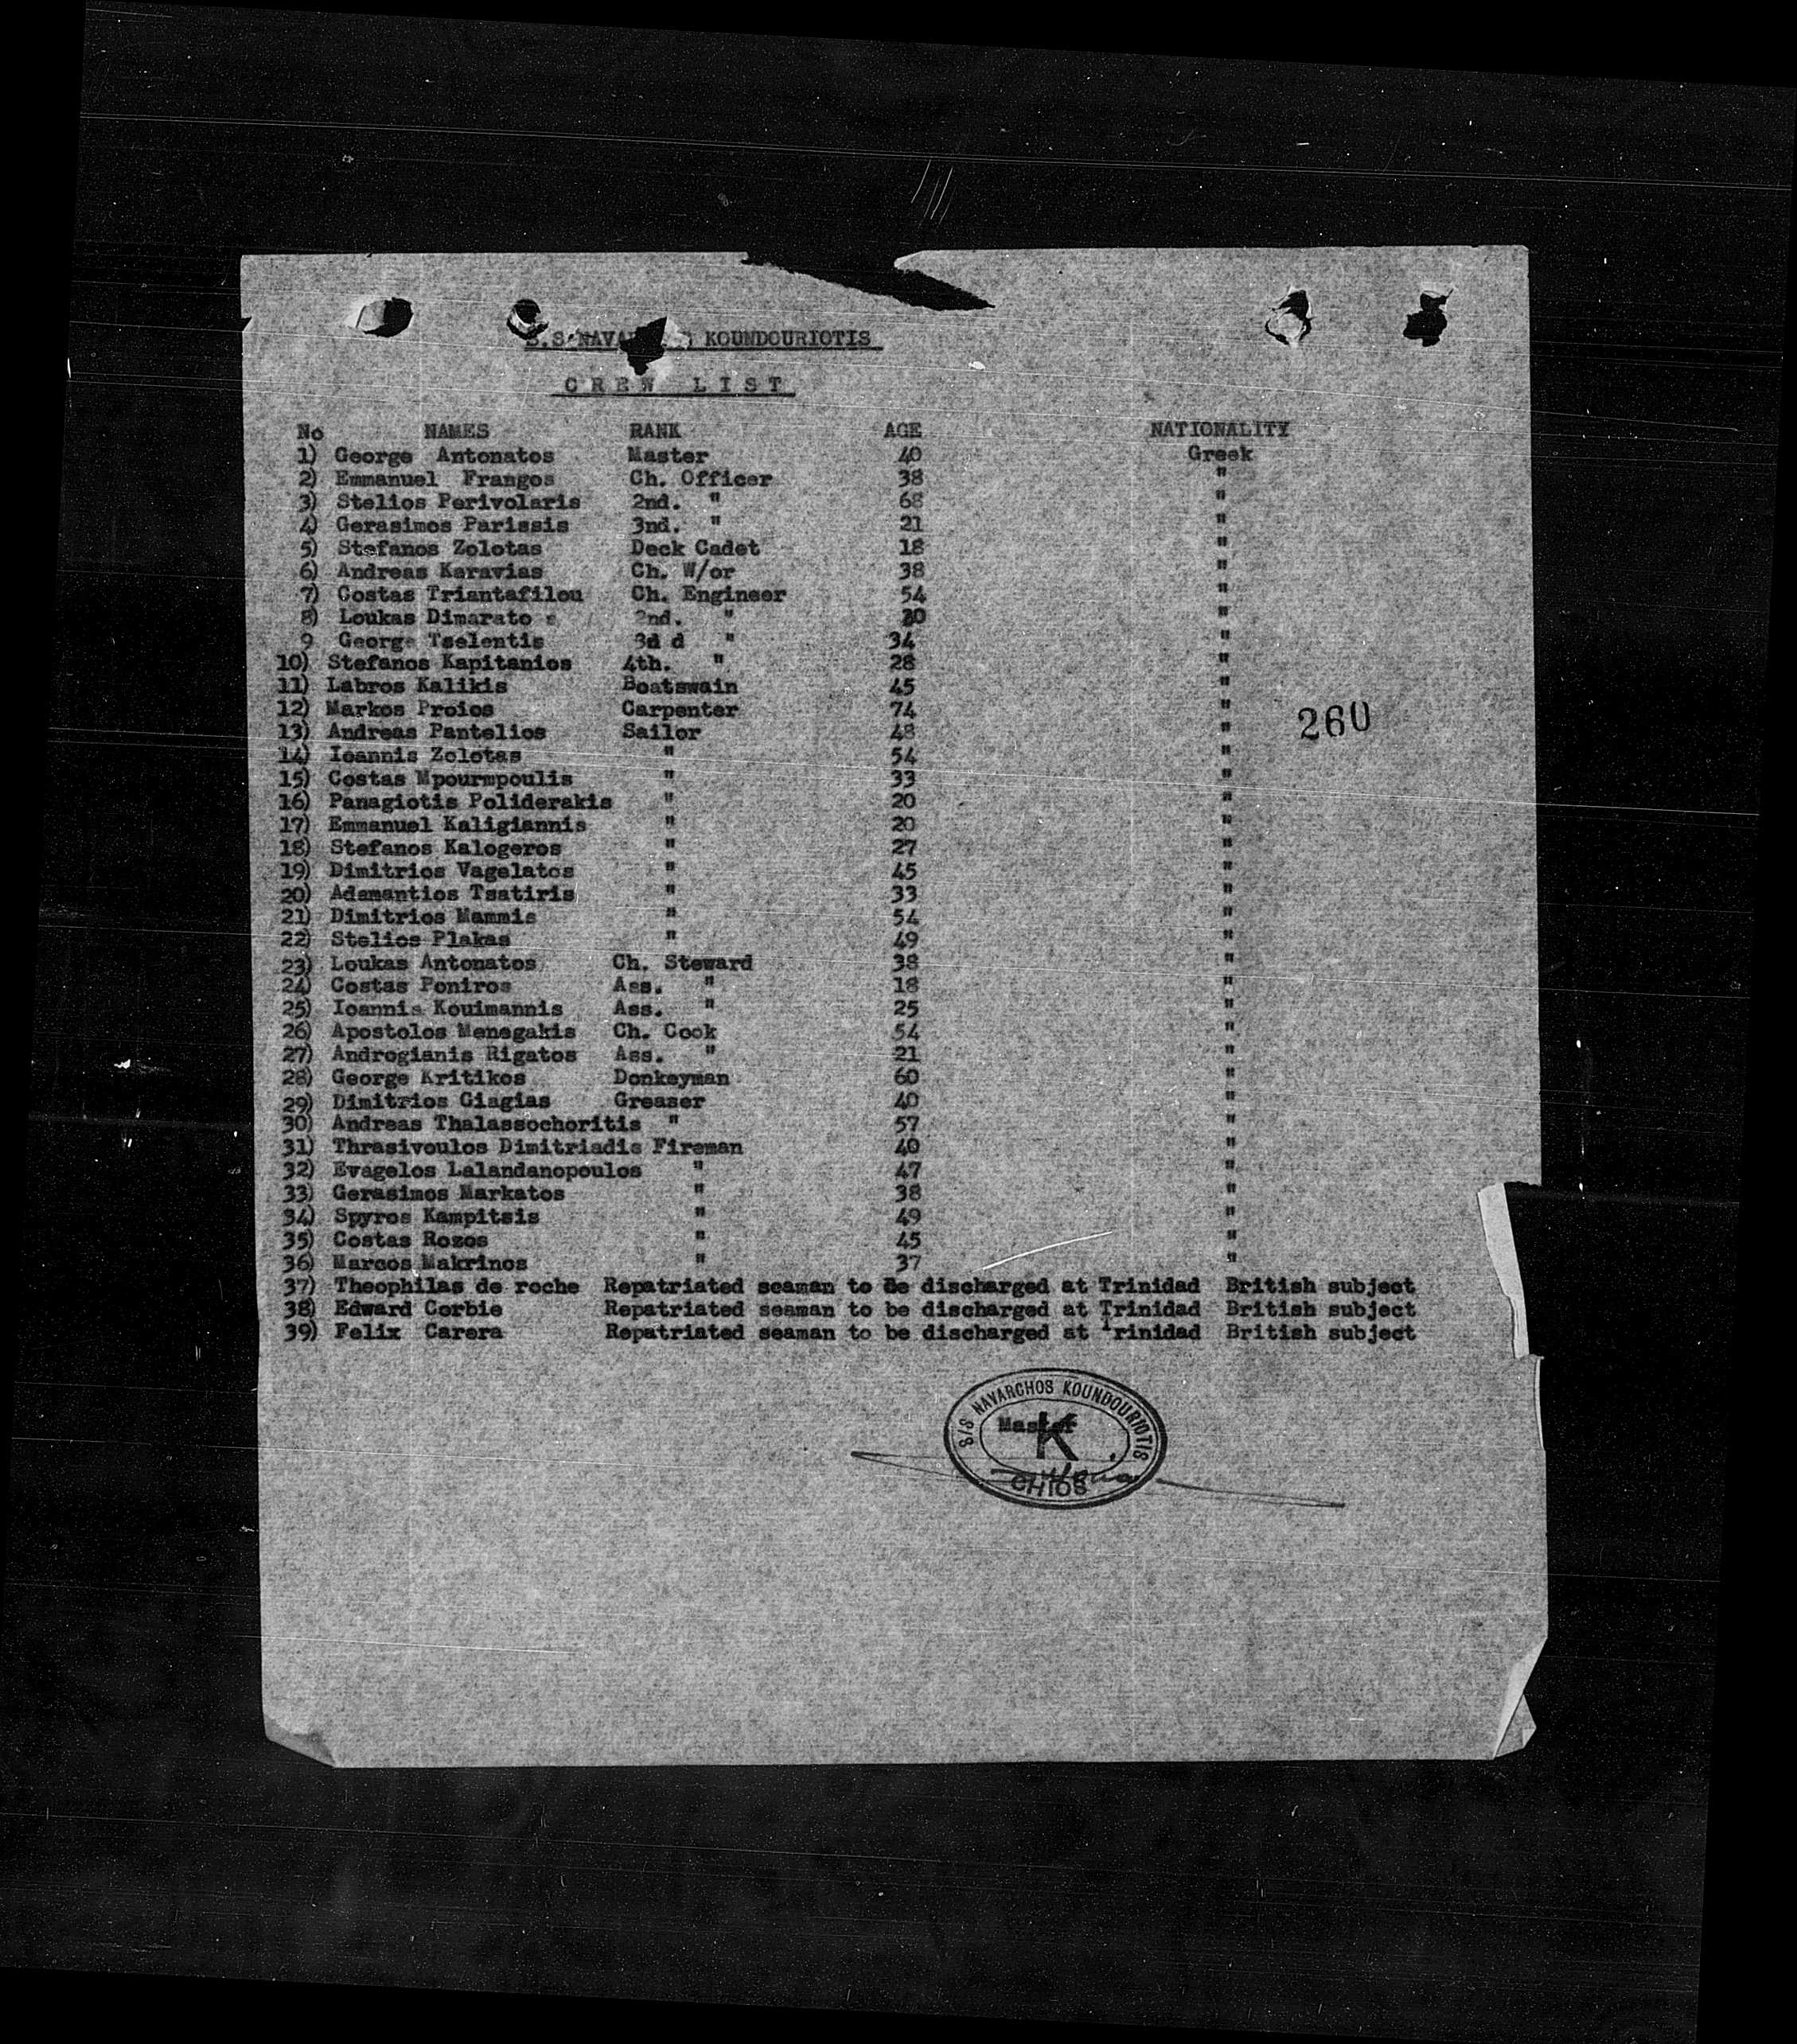 S.S. NAVA KOUNDOURIOTIS
CREW LIST
No NAMES RANK AGE NATIONALITY
1) George Antonatos Master 40 Greek
2) Emmanuel Frangos Ch. Officer 38 "
3) Stelios Perivolaris 2nd. " 68 "
4) Gerasimos Parissis 3nd. " 21 "
5) Stefanos Zolotas Deck Cadet 18 "
6) Andreas Karavias Ch. W/or 38 "
7) Costas Triantafilou Ch. Engineer 54 "
8) Loukas Dimarato s 2nd. " 30 "
9 George Tselentis 3d d " 34 "
10) Stefanos Kapitanios 4th. " 28 "
11) Labros Kalikis Boatswain 45 "
12) Markos Proios Carpenter 74 "
13) Andreas Pantelios Sailor 48 "
14) Ioannis Zolotas " 54 "
15) Costas Mpourmpoulis " 33 "
16) Panagiotis Poliderakis " 20 "
17) Emmanuel Kaligiannis " 20 "
18) Stefanos Kalogeros " 27 "
19) Dimitrios Vagelatos " 45 "
20) Adamantios Tsatiris " 33 "
21) Dimitrios Mammis " 54 "
22) Stelios Plakas " 49 "
23) Loukas Antonatos Ch. Steward 38 "
24) Costas Poniros Ass. " 18 "
25) Ioannis Kouimannis Ass. " 25 "
26) Apostolos Menegakis Ch. Cook 54 "
27) Androgianis Rigatos Ass. " 21 "
28) George Kritikos Donkeyman 60 "
29) Dimitrios Giagias Greaser 40 "
30) Andreas Thalassochoritis " 57 "
31) Thrasivoulos Dimitriadis Fireman 40 "
32) Evagelos Lalandanopoulos " 47 "
33) Gerasimos Markatos " 38 "
34) Spyros Kampitsis " 49 "
35) Costas Rozos " 45 "
36) Marcos Makrinos " 37 "
37) Theophilas de roche Repatriated seaman to be discharged at Trinidad British subject
38) Edward Corbie Repatriated seaman to be discharged at Trinidad British subject
39) Felix Carera Repatriated seaman to be discharged at Trinidad British subject
260
S/S NAVARCHOS KOUNDOURIOTIS
Master
K
CHIOS